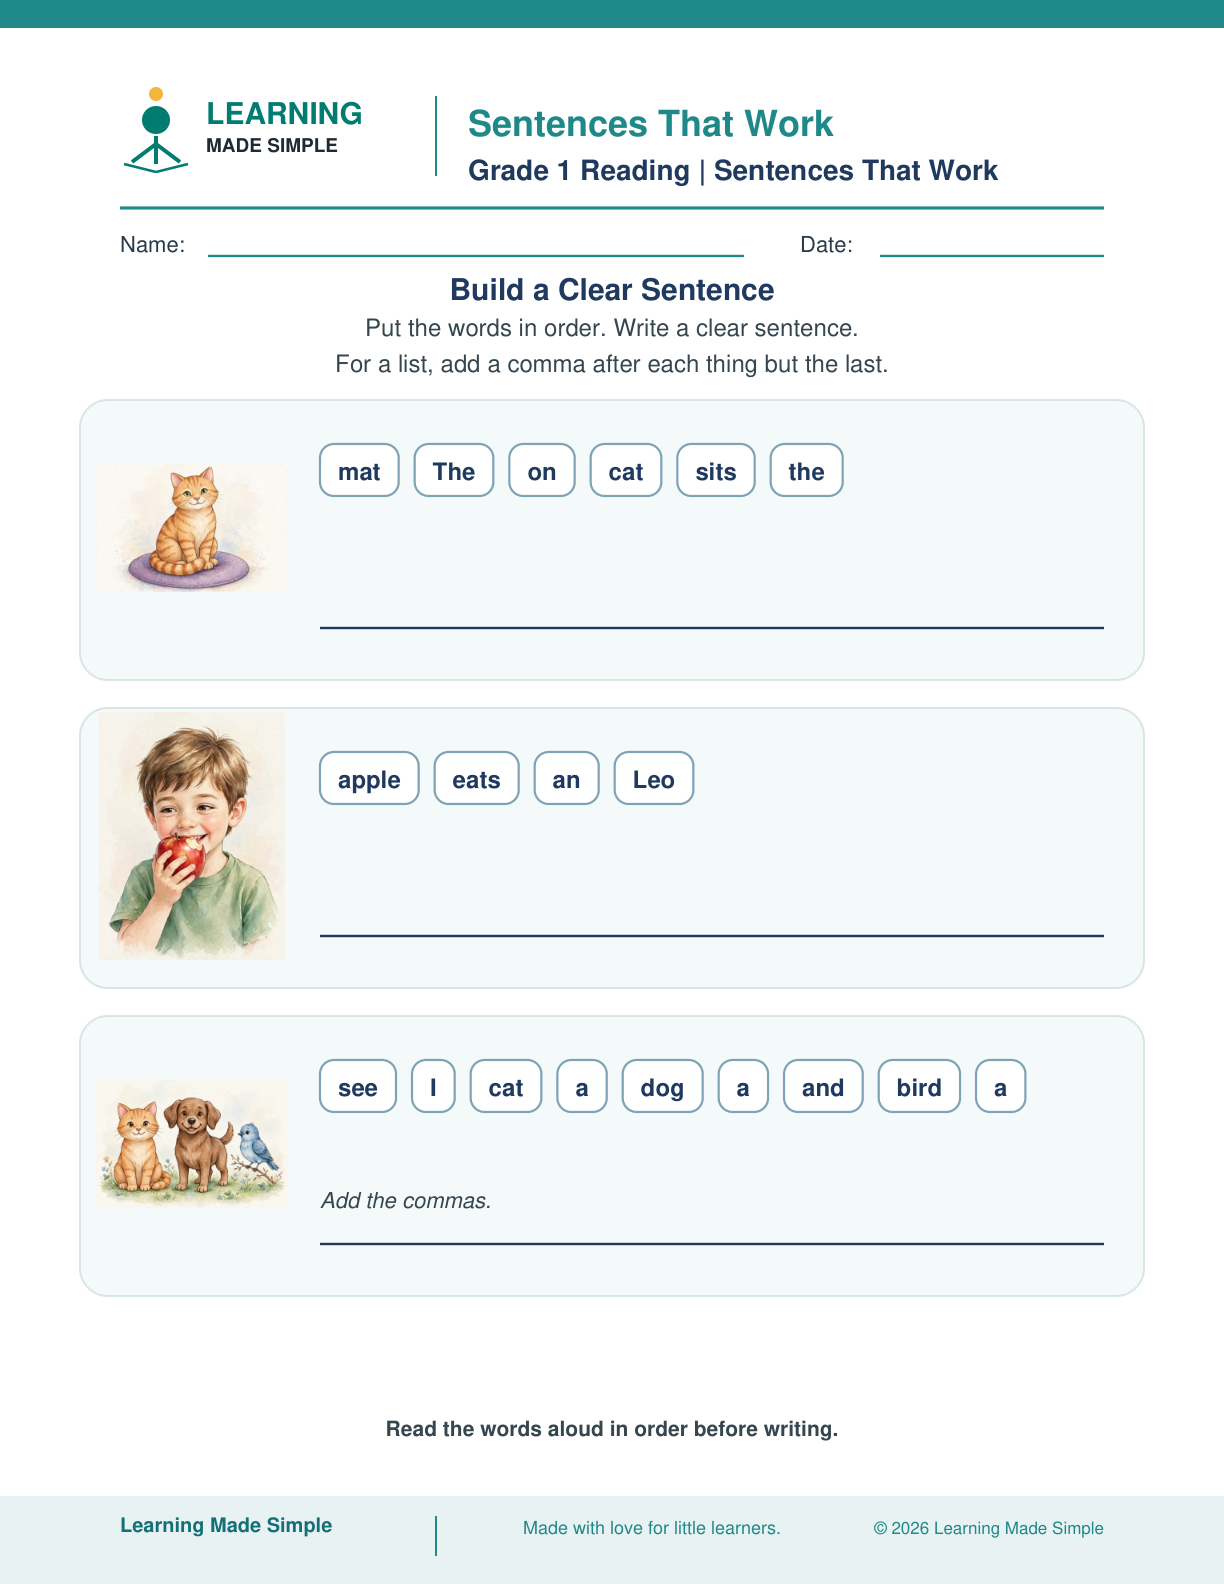 LEARNING
MADE SIMPLE
Sentences That Work
Grade 1 Reading | Sentences That Work
Name:
Date:
Build a Clear Sentence
Put the words in order. Write a clear sentence.
For a list, add a comma after each thing but the last.
mat The on cat sits the
apple eats an Leo
see I cat a dog a and bird a
Add the commas.
Read the words aloud in order before writing.
Learning Made Simple
Made with love for little learners.
© 2026 Learning Made Simple